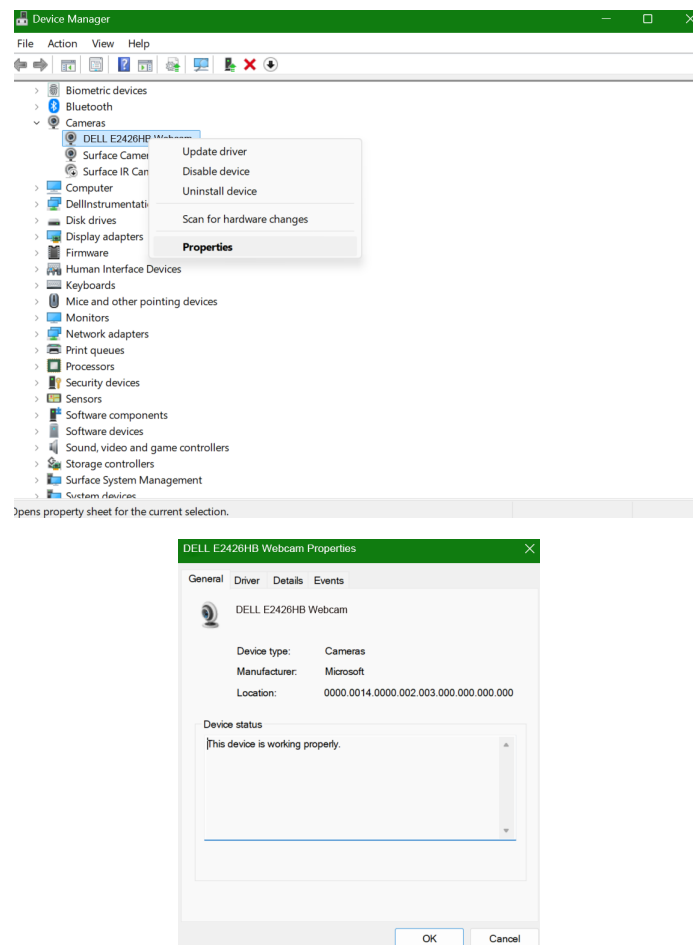 Device Manager
File Action View Help
Biometric devices
Bluetooth
Cameras
DELL E2426HB Webcam
Surface Camer
Surface IR Can
Update driver
Disable device
Uninstall device
Scan for hardware changes
Properties
Computer
DellInstrumentati
Disk drives
Display adapters
Firmware
Human Interface Devices
Keyboards
Mice and other pointing devices
Monitors
Network adapters
Print queues
Processors
Security devices
Sensors
Software components
Software devices
Sound, video and game controllers
Storage controllers
Surface System Management
System devices
Opens property sheet for the current selection.
DELL E2426HB Webcam Properties
General Driver Details Events
DELL E2426HB Webcam
Device type: Cameras
Manufacturer: Microsoft
Location: 0000.0014.0000.002.003.000.000.000.000
Device status
This device is working properly.
OK Cancel